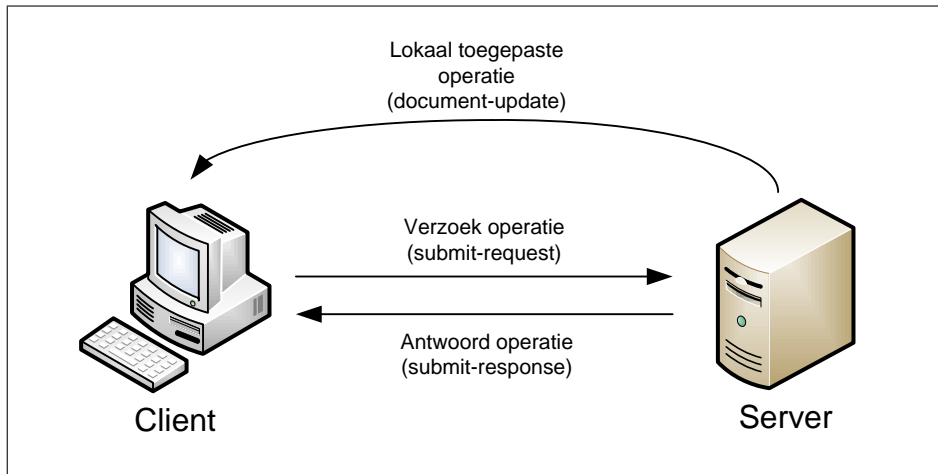 Lokaal toegepaste
operatie
(document-update)
Verzoek operatie
(submit-request)
Antwoord operatie
(submit-response)
Client
Server